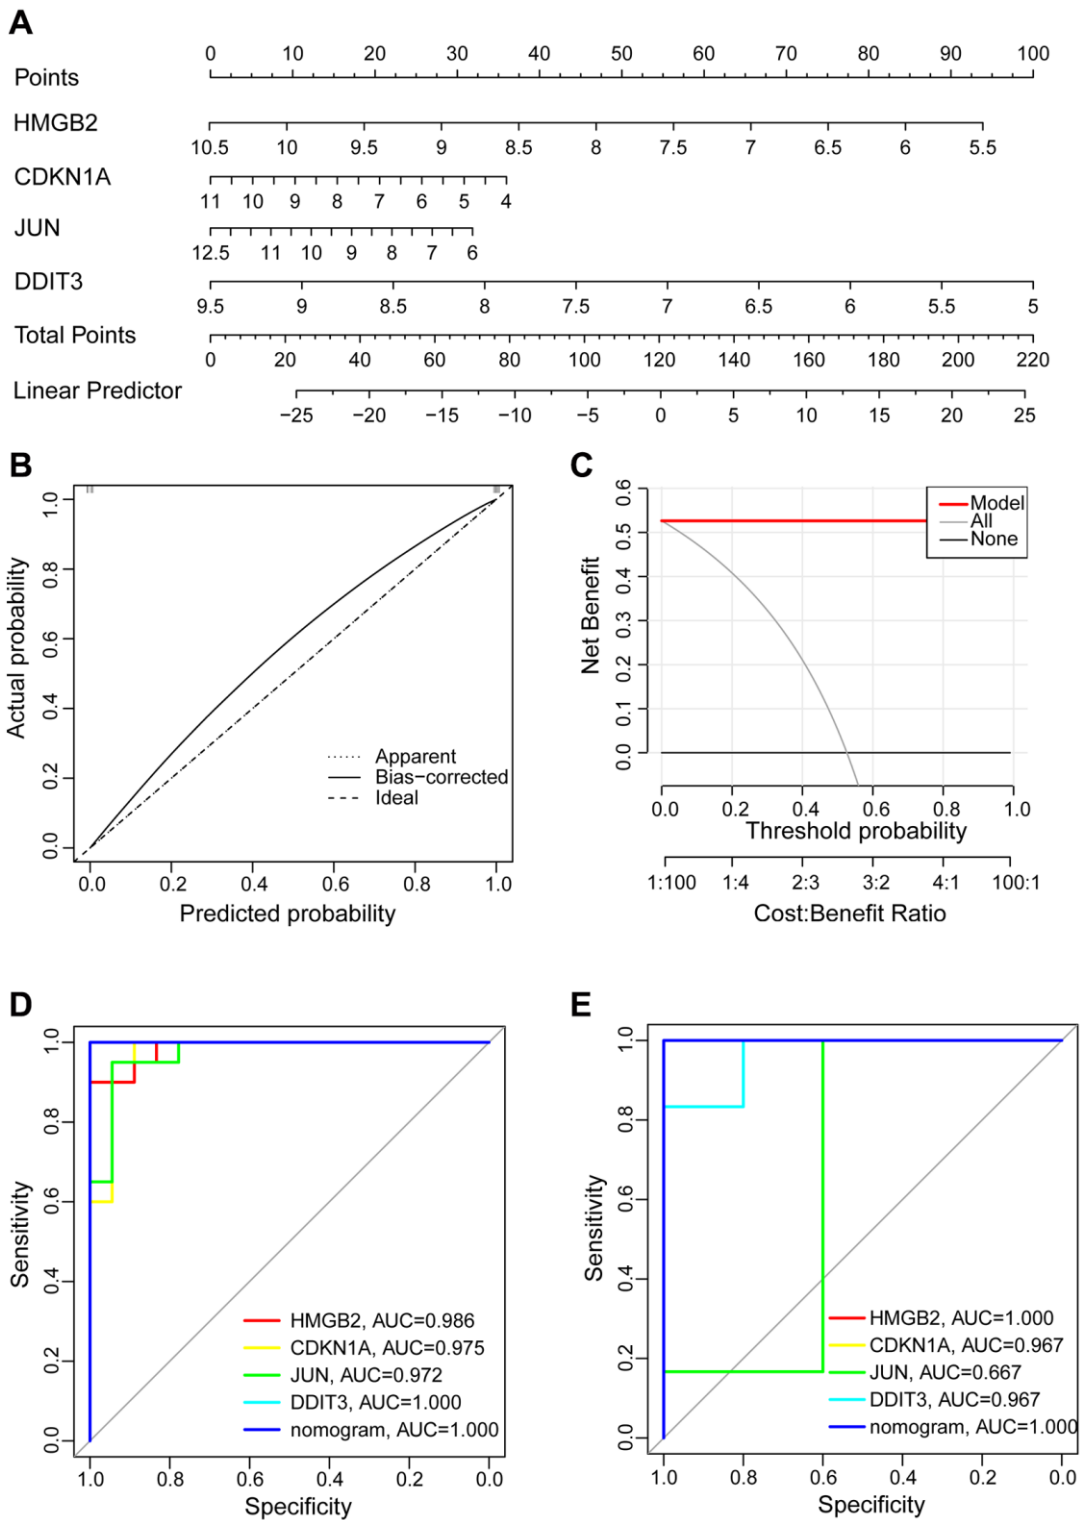 A
Points
0 10 20 30 40 50 60 70 80 90 100
HMGB2
10.5 10 9.5 9 8.5 8 7.5 7 6.5 6 5.5
CDKN1A
11 10 9 8 7 6 5 4
JUN
12.5 11 10 9 8 7 6
DDIT3
9.5 9 8.5 8 7.5 7 6.5 6 5.5 5
Total Points
0 20 40 60 80 100 120 140 160 180 200 220
Linear Predictor
−25 −20 −15 −10 −5 0 5 10 15 20 25
B
Actual probability
0.0 0.2 0.4 0.6 0.8 1.0
Apparent
Bias−corrected
Ideal
0.0 0.2 0.4 0.6 0.8 1.0
Predicted probability
C
Net Benefit
0.0 0.1 0.2 0.3 0.4 0.5 0.6
Model
All
None
0.0 0.2 0.4 0.6 0.8 1.0
Threshold probability
1:100 1:4 2:3 3:2 4:1 100:1
Cost:Benefit Ratio
D
Sensitivity
0.0 0.2 0.4 0.6 0.8 1.0
HMGB2, AUC=0.986
CDKN1A, AUC=0.975
JUN, AUC=0.972
DDIT3, AUC=1.000
nomogram, AUC=1.000
1.0 0.8 0.6 0.4 0.2 0.0
Specificity
E
Sensitivity
0.0 0.2 0.4 0.6 0.8 1.0
HMGB2, AUC=1.000
CDKN1A, AUC=0.967
JUN, AUC=0.667
DDIT3, AUC=0.967
nomogram, AUC=1.000
1.0 0.8 0.6 0.4 0.2 0.0
Specificity